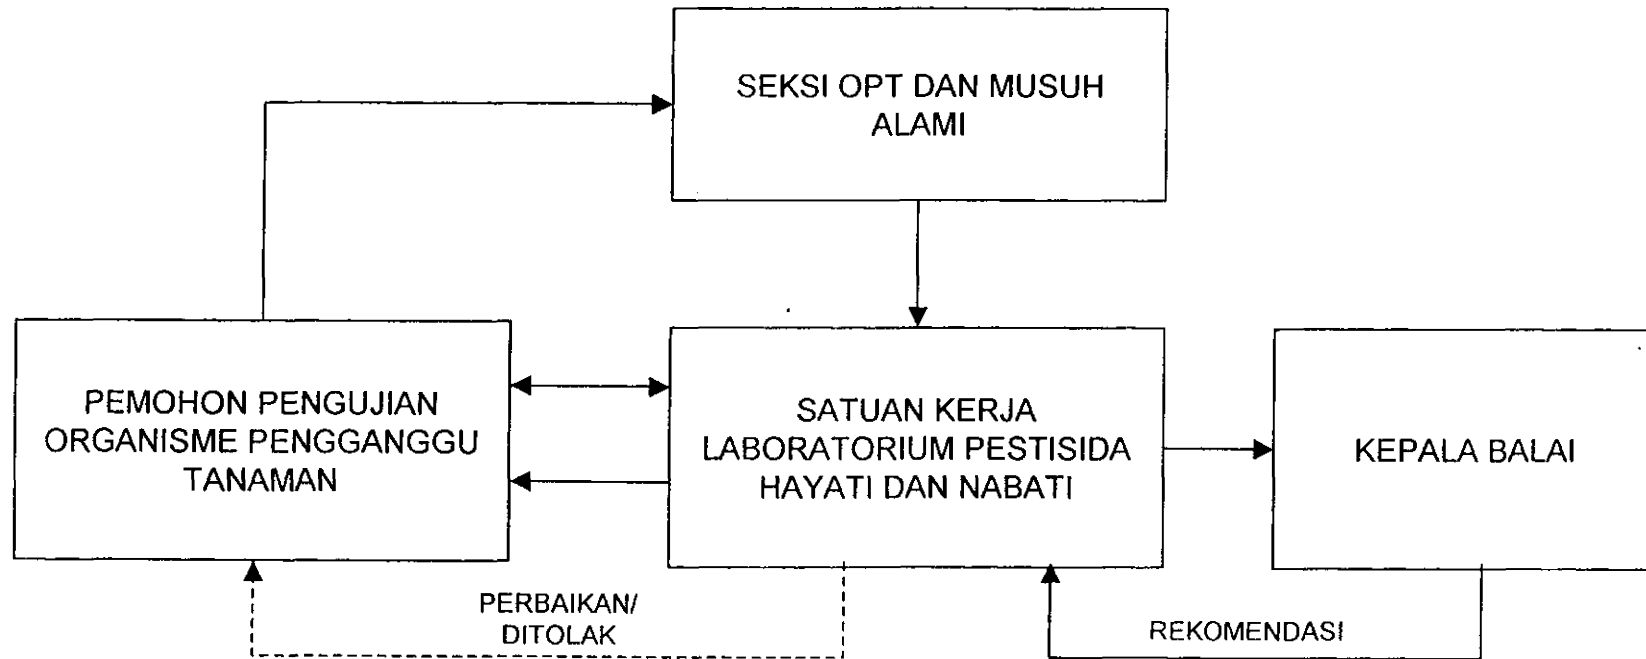 SEKSI OPT DAN MUSUH
ALAMI
PEMOHON PENGUJIAN
ORGANISME PENGGANGGU
TANAMAN
SATUAN KERJA
LABORATORIUM PESTISIDA
HAYATI DAN NABATI
KEPALA BALAI
PERBAIKAN/
DITOLAK
REKOMENDASI